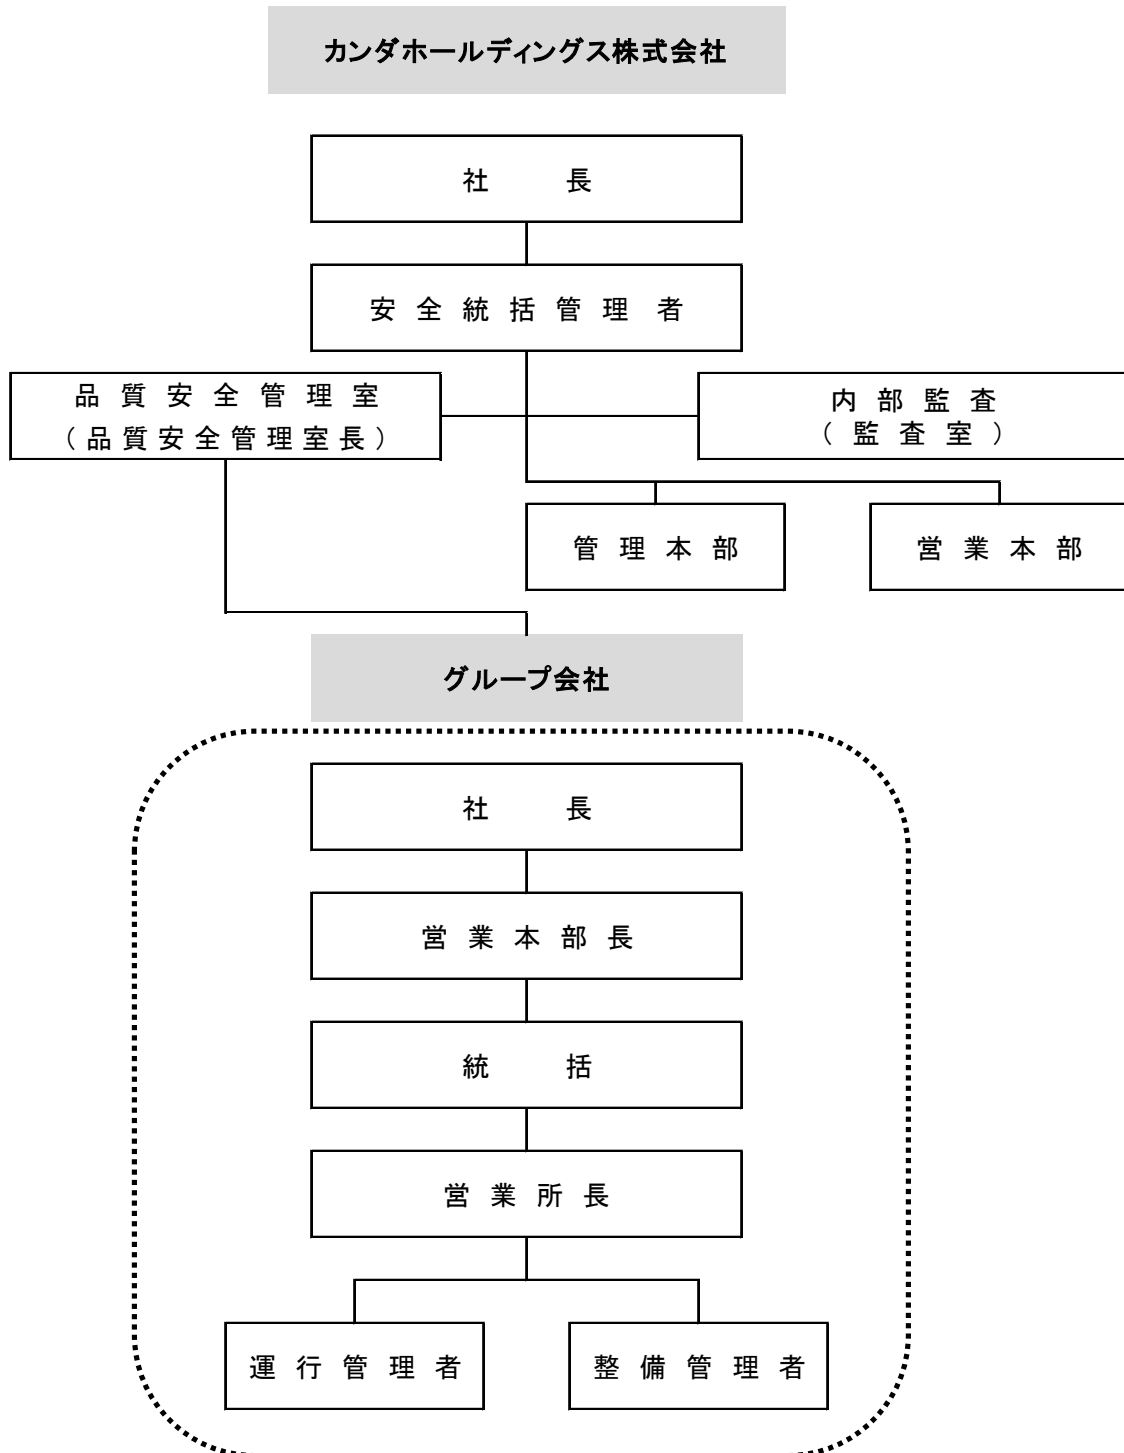 カンダホールディングス株式会社
社長
安全統括管理者
品質安全管理室
（品質安全管理室長）
内部監査
（監査室）
管理本部
営業本部
グループ会社
社長
営業本部長
統括
営業所長
運行管理者
整備管理者